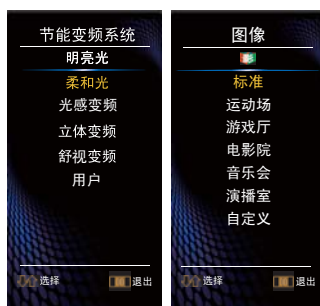 节能变频系统
明亮光
柔和光
光感变频
立体变频
舒视变频
用户
选择
退出
图像
标准
运动场
游戏厅
电影院
音乐会
演播室
自定义
选择
退出